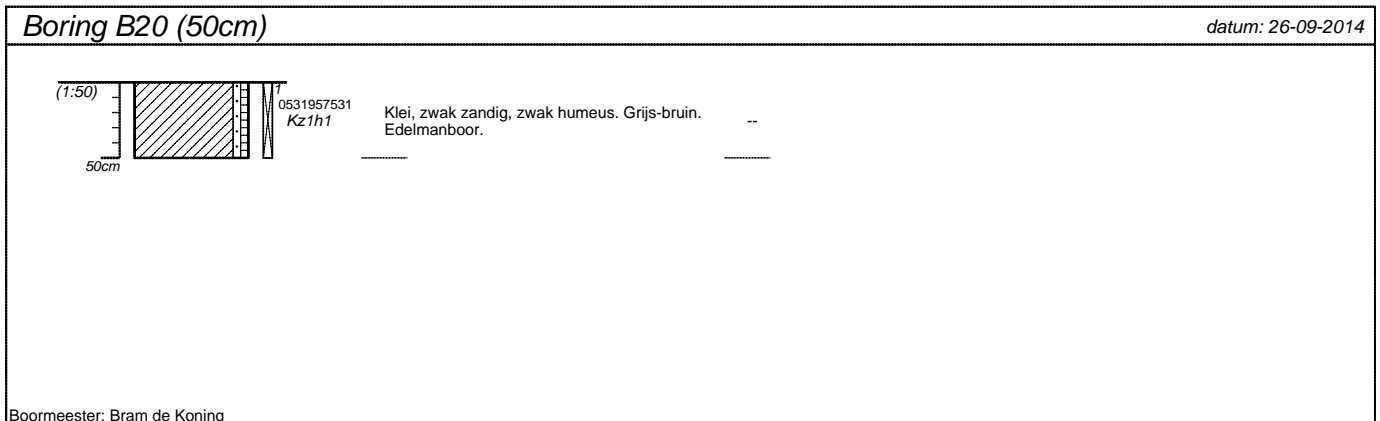 Boring B20 (50cm)
datum: 26-09-2014
(1:50)
1
0531957531
Kz1h1
Klei, zwak zandig, zwak humeus. Grijs-bruin.
Edelmanboor.
--
50cm
Boormeester: Bram de Koning